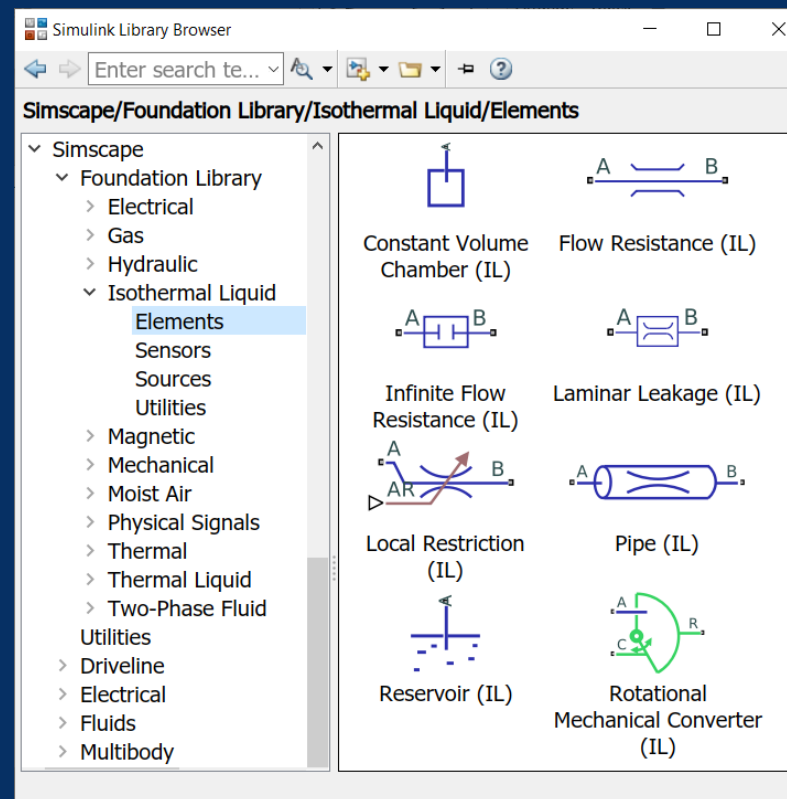 Simulink Library Browser
Enter search te...
Simscape/Foundation Library/Isothermal Liquid/Elements
Simscape
Foundation Library
Electrical
Gas
Hydraulic
Isothermal Liquid
Elements
Sensors
Sources
Utilities
Magnetic
Mechanical
Moist Air
Physical Signals
Thermal
Thermal Liquid
Two-Phase Fluid
Utilities
Driveline
Electrical
Fluids
Multibody
A
A B
Constant Volume
Chamber (IL)
Flow Resistance (IL)
A B
A B
Infinite Flow
Resistance (IL)
Laminar Leakage (IL)
A
B
AR
A B
Local Restriction
(IL)
Pipe (IL)
A
A
R
C
Reservoir (IL)
Rotational
Mechanical Converter
(IL)